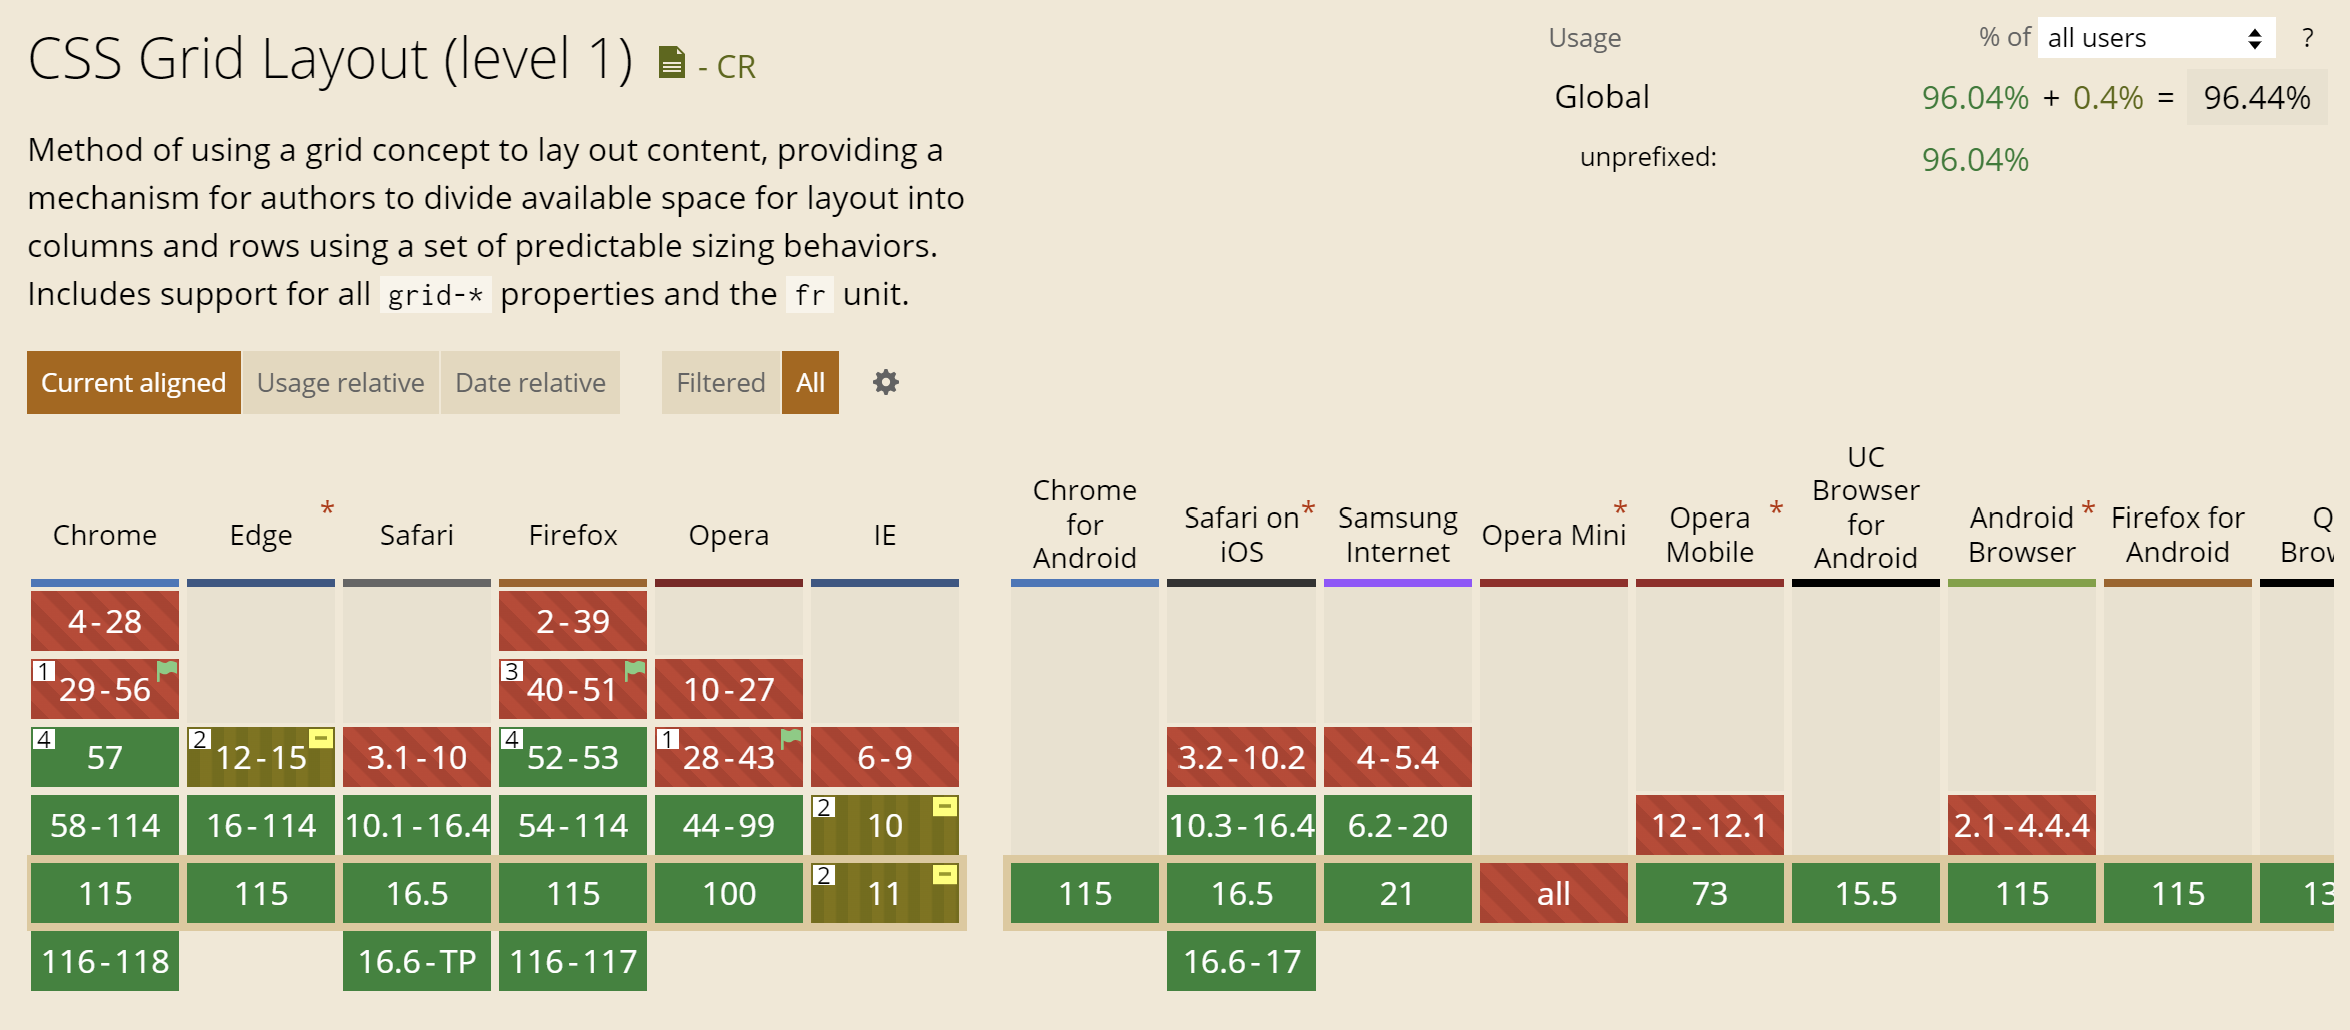 CSS Grid Layout (level 1) - CR
Usage % of all users ?
Global 96.04% + 0.4% = 96.44%
unprefixed: 96.04%
Method of using a grid concept to lay out content, providing a
mechanism for authors to divide available space for layout into
columns and rows using a set of predictable sizing behaviors.
Includes support for all grid-* properties and the fr unit.
Current aligned Usage relative Date relative Filtered All
Chrome Edge * Safari Firefox Opera IE
Chrome for Android
Safari on iOS *
Samsung Internet
Opera Mini *
Opera Mobile *
UC Browser for Android
Android Browser *
Firefox for Android
4-28 2-39
1 29-56 3 40-51 10-27
4 57 2 12-15 3.1-10 4 52-53 1 28-43 6-9 3.2-10.2 4-5.4
58-114 16-114 10.1-16.4 54-114 44-99 2 10 10.3-16.4 6.2-20 12-12.1 2.1-4.4.4
115 115 16.5 115 100 2 11 115 16.5 21 all 73 15.5 115 115
116-118 16.6-TP 116-117 16.6-17